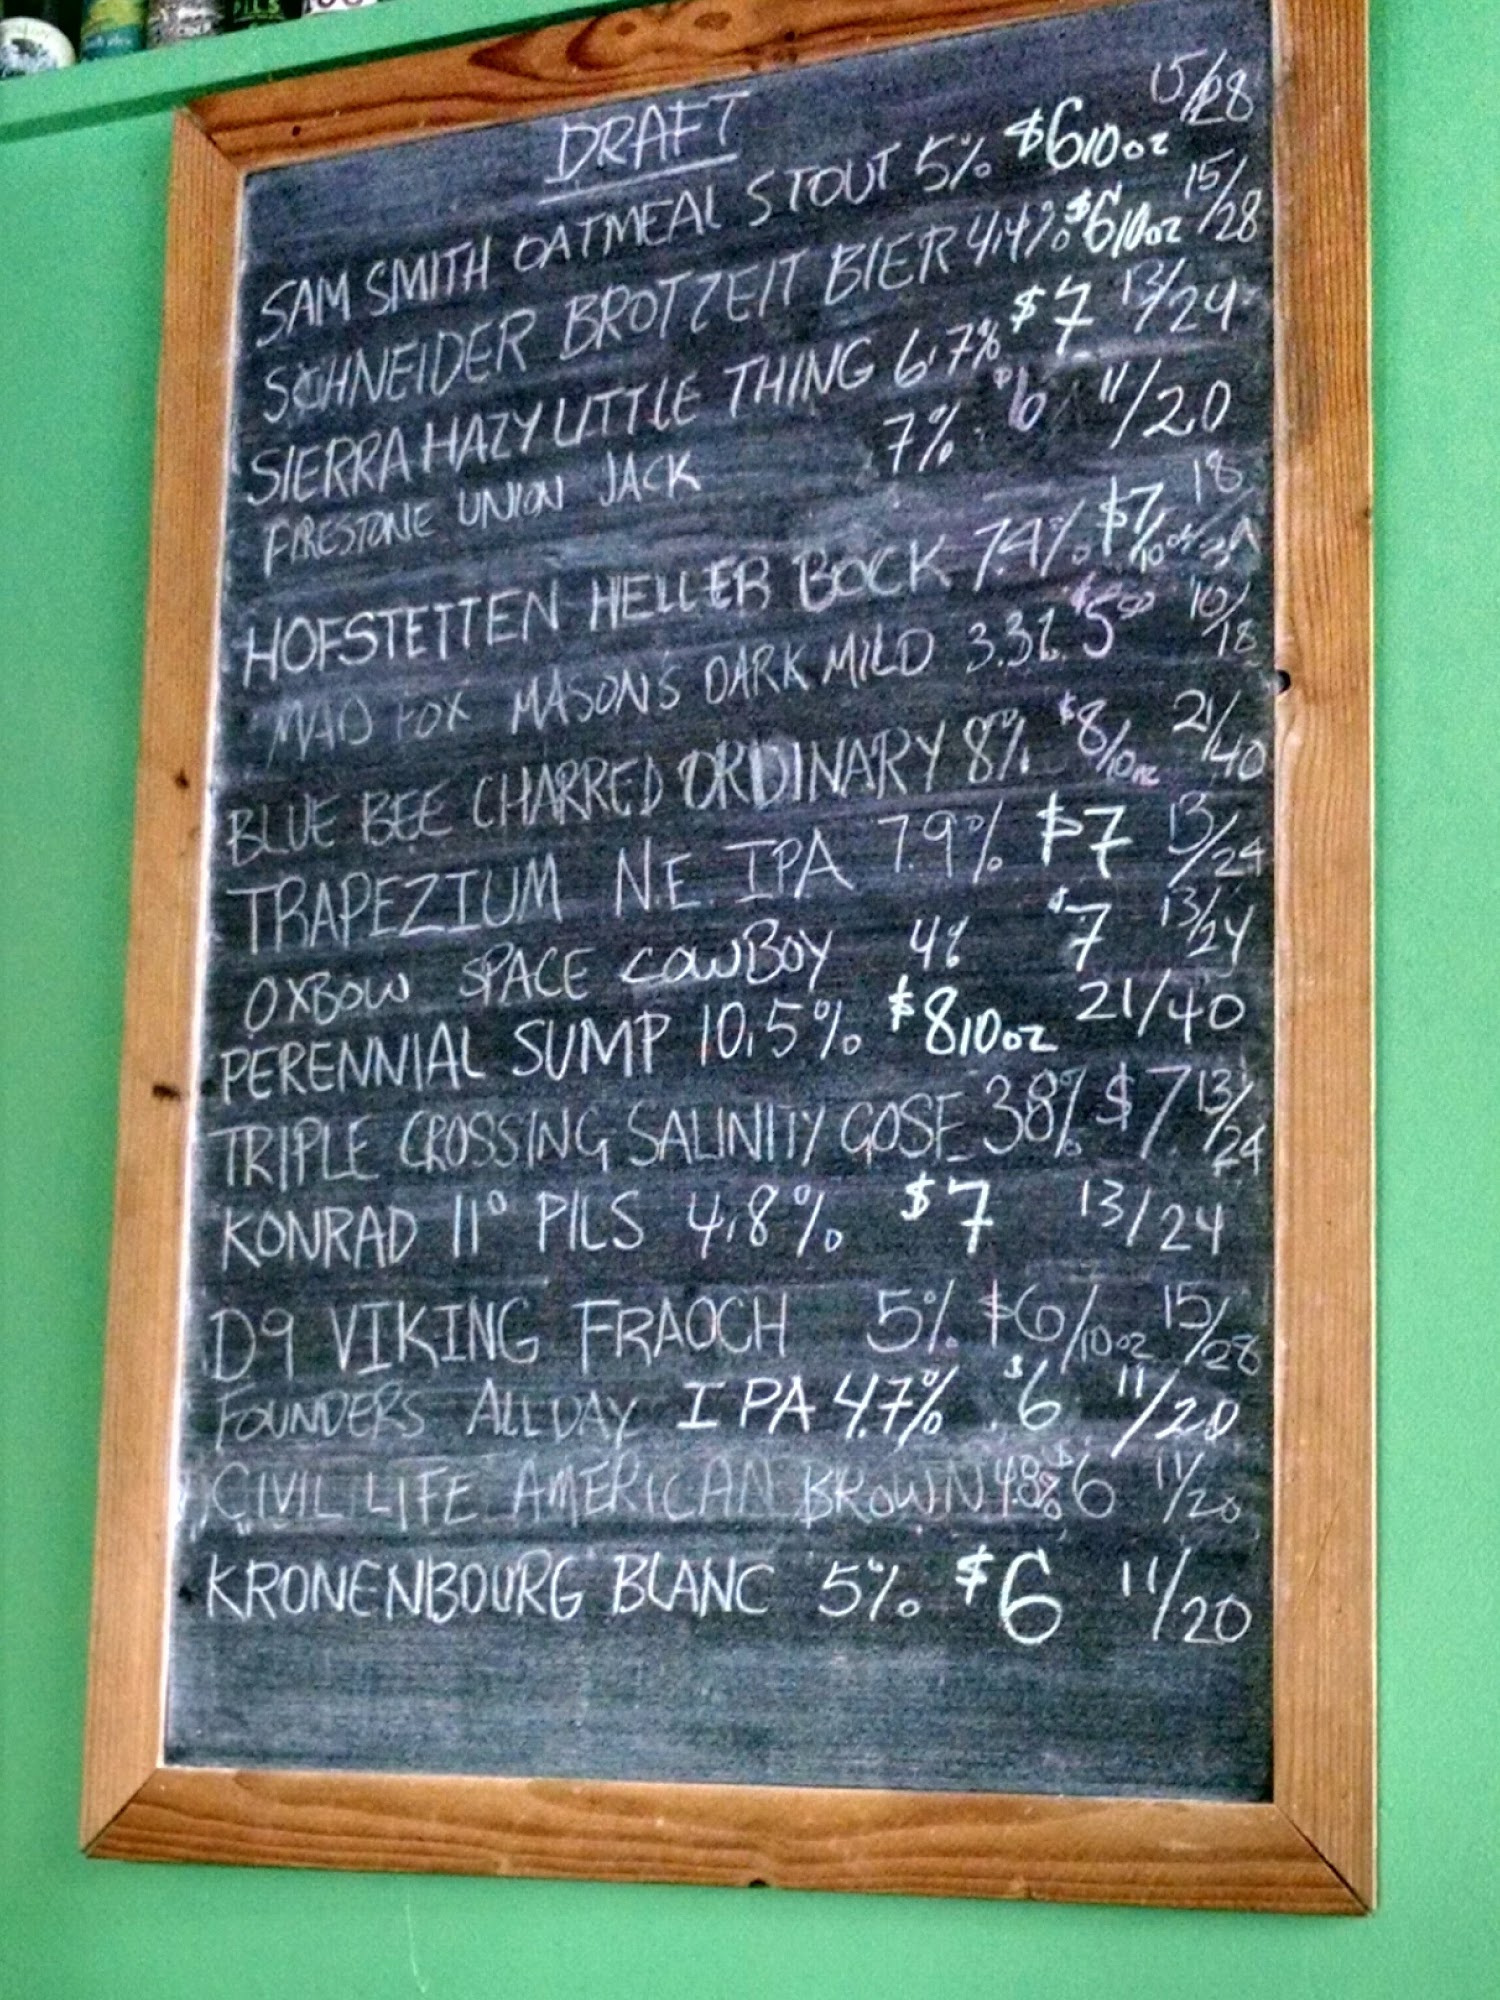 PILS
DRAFT
SAM SMITH OATMEAL STOUT 5% $6 10oz 15/28
SCHNEIDER BROTZEIT BIER 4.4% $6 10oz 15/28
SIERRA HAZY LITTLE THING 6.7% $7 13/24
FIRESTONE UNION JACK 7% $6 11/20
HOFSTETTEN HELLER BOCK 7.4% $7/10oz 18
MAD FOX MASON'S DARK MILD 3.3% $5 10/18
BLUE BEE CHARRED ORDINARY 8% $8/10oz 21/40
TRAPEZIUM N.E. IPA 7.9% $7 13/24
OXBOW SPACE COWBOY 4% $7 13/24
PERENNIAL SUMP 10.5% $8 10oz 21/40
TRIPLE CROSSING SALINITY GOSE 3.8% $7 13/24
KONRAD 11° PILS 4.8% $7 13/24
D9 VIKING FRAOCH 5% $6/10oz 15/28
FOUNDERS ALLDAY IPA 4.7% $6 11/20
CIVIL LIFE AMERICAN BROWN 4.8% $6 11/20
KRONENBOURG BLANC 5% $6 11/20